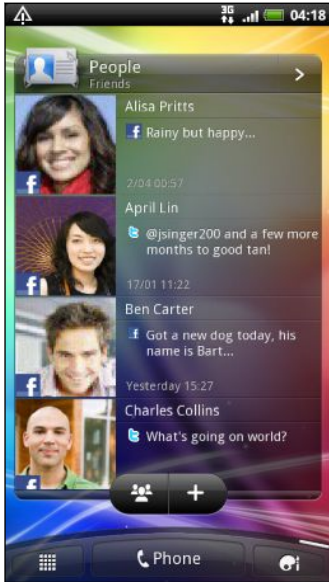 3G 04:18
People
Friends
Alisa Pritts
f Rainy but happy...
f 2/04 00:57
April Lin
t @jsinger200 and a few more
months to good tan!
f 17/01 11:22
Ben Carter
f Got a new dog today, his
name is Bart...
f Yesterday 15:27
Charles Collins
t What's going on world?
f
Phone